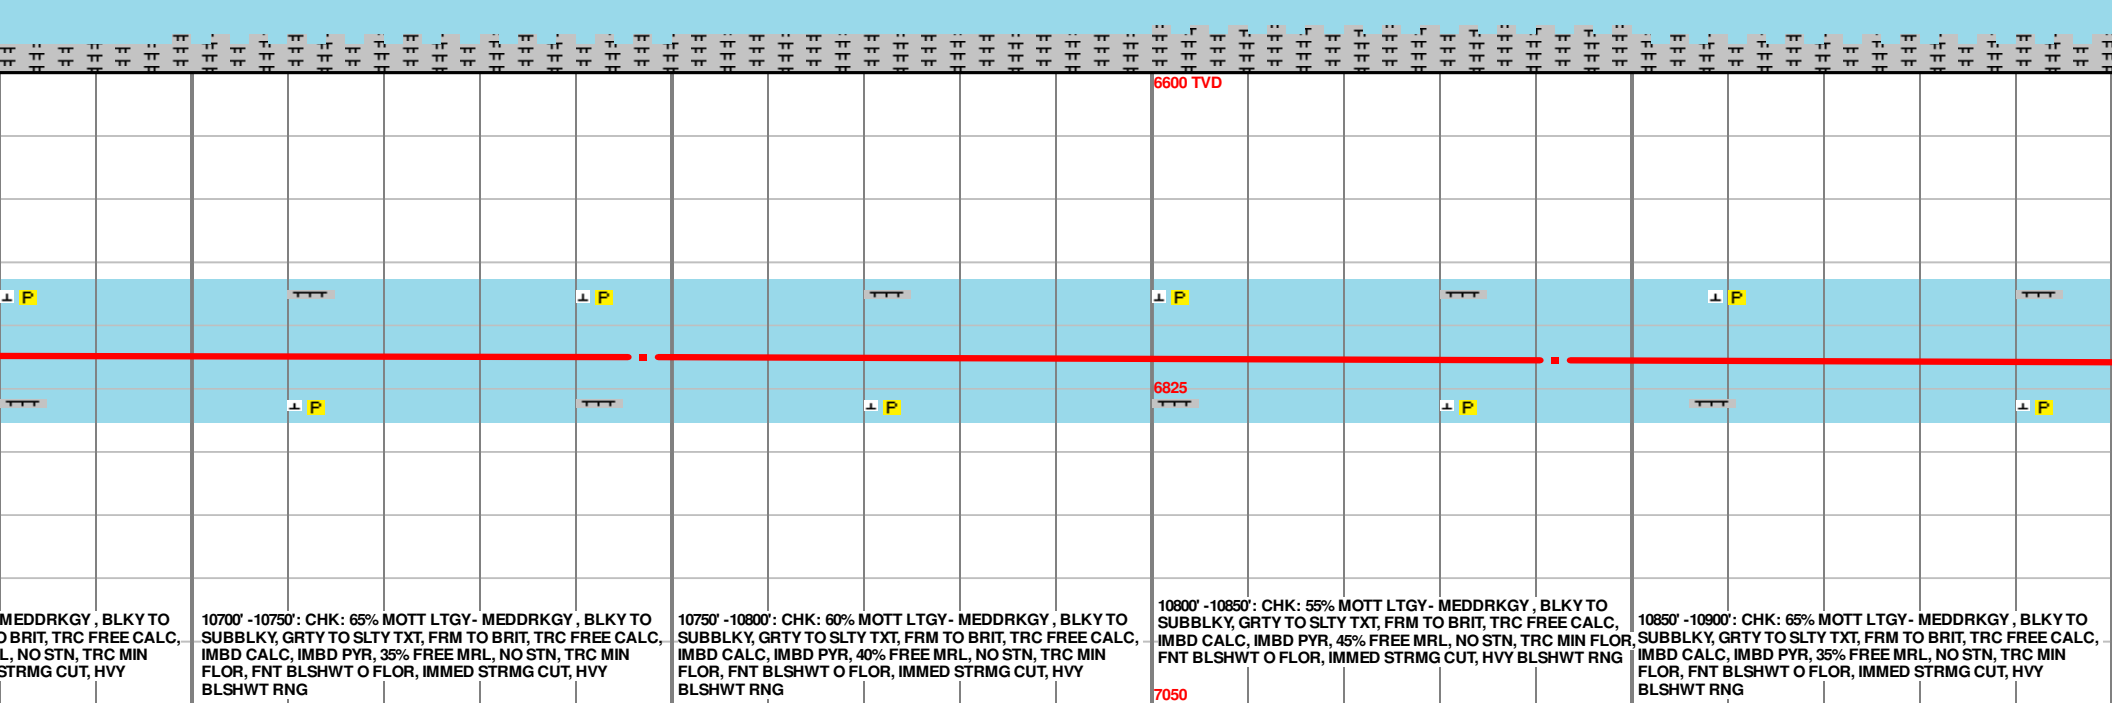 6600 TVD
P
P
P
P
6825
P
P
P
P
MEDDRKGY , BLKY TO
BRIT, TRC FREE CALC,
L, NO STN, TRC MIN
STRMG CUT, HVY
10700' -10750': CHK: 65% MOTT LTGY- MEDDRKGY , BLKY TO
SUBBLKY, GRTY TO SLTY TXT, FRM TO BRIT, TRC FREE CALC,
IMBD CALC, IMBD PYR, 35% FREE MRL, NO STN, TRC MIN
FLOR, FNT BLSHWT O FLOR, IMMED STRMG CUT, HVY
BLSHWT RNG
10750' -10800': CHK: 60% MOTT LTGY- MEDDRKGY , BLKY TO
SUBBLKY, GRTY TO SLTY TXT, FRM TO BRIT, TRC FREE CALC,
IMBD CALC, IMBD PYR, 40% FREE MRL, NO STN, TRC MIN
FLOR, FNT BLSHWT O FLOR, IMMED STRMG CUT, HVY
BLSHWT RNG
10800' -10850': CHK: 55% MOTT LTGY- MEDDRKGY , BLKY TO
SUBBLKY, GRTY TO SLTY TXT, FRM TO BRIT, TRC FREE CALC,
IMBD CALC, IMBD PYR, 45% FREE MRL, NO STN, TRC MIN FLOR,
FNT BLSHWT O FLOR, IMMED STRMG CUT, HVY BLSHWT RNG
10850' -10900': CHK: 65% MOTT LTGY- MEDDRKGY , BLKY TO
SUBBLKY, GRTY TO SLTY TXT, FRM TO BRIT, TRC FREE CALC,
IMBD CALC, IMBD PYR, 35% FREE MRL, NO STN, TRC MIN
FLOR, FNT BLSHWT O FLOR, IMMED STRMG CUT, HVY
BLSHWT RNG
7050